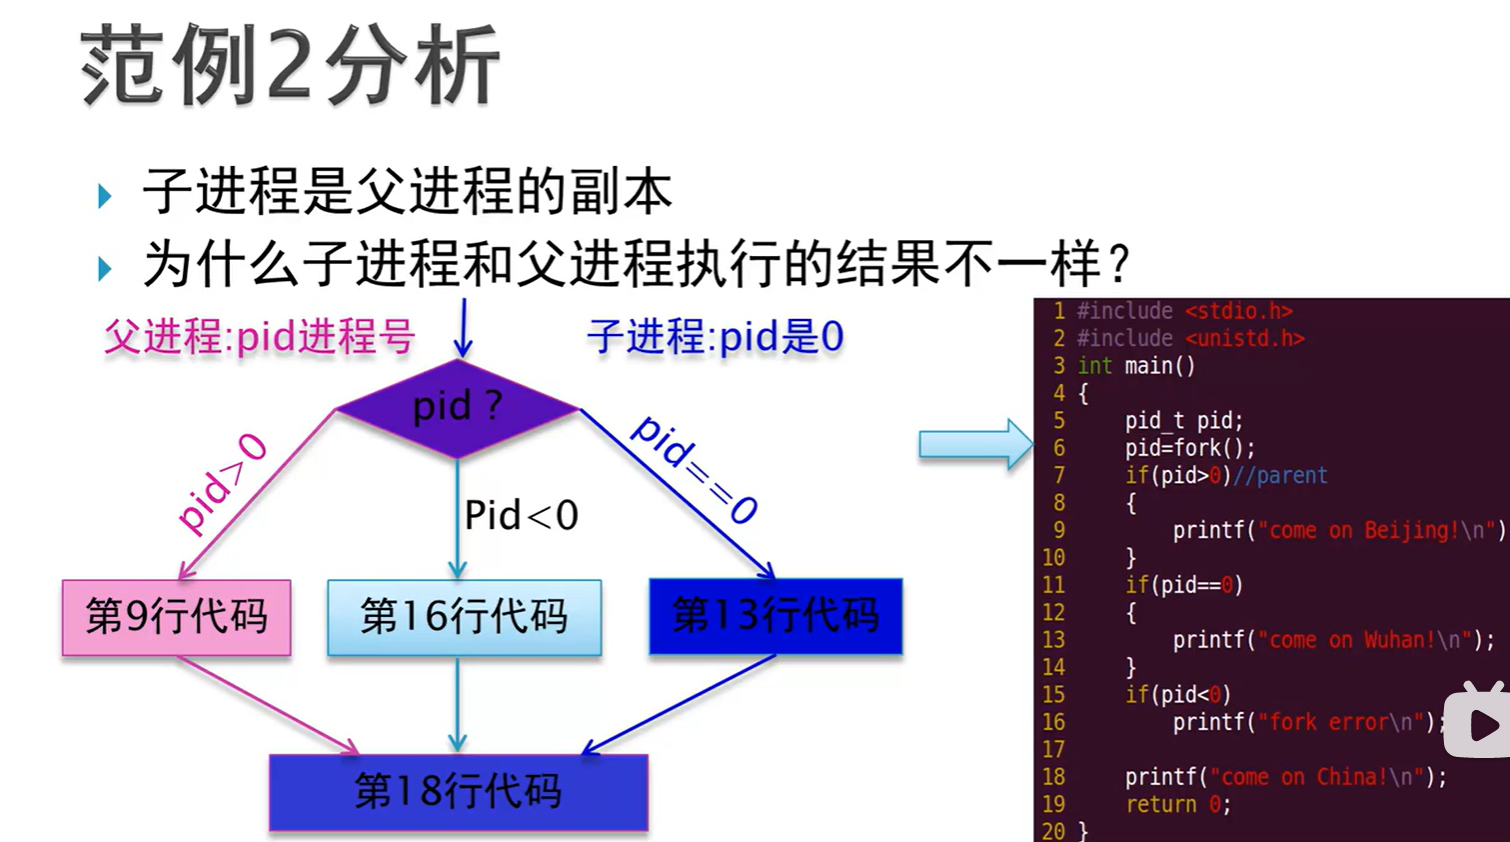 范例2分析
子进程是父进程的副本
为什么子进程和父进程执行的结果不一样?
父进程:pid进程号
子进程:pid是0
pid ?
pid>0
Pid<0
pid==0
第9行代码
第16行代码
第13行代码
第18行代码
1 #include <stdio.h>
2 #include <unistd.h>
3 int main()
4 {
5 pid_t pid;
6 pid=fork();
7 if(pid>0)//parent
8 {
9 printf("come on Beijing!\n")
10 }
11 if(pid==0)
12 {
13 printf("come on Wuhan!\n");
14 }
15 if(pid<0)
16 printf("fork error\n");
17
18 printf("come on China!\n");
19 return 0;
20 }